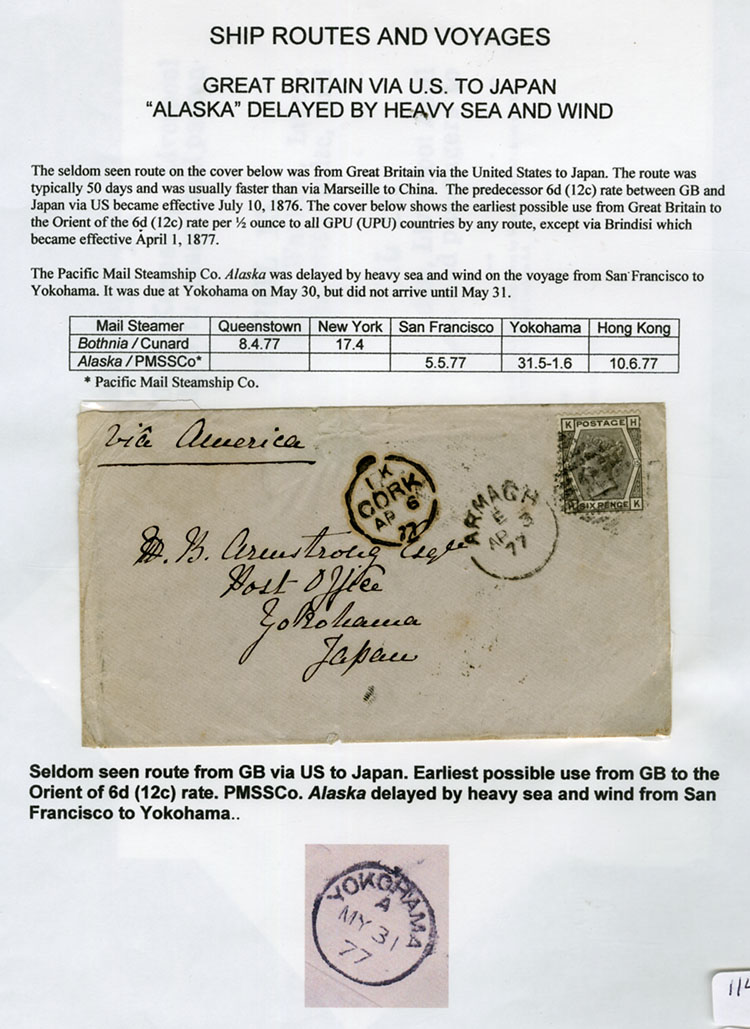 SHIP ROUTES AND VOYAGES
GREAT BRITAIN VIA U.S. TO JAPAN
“ALASKA” DELAYED BY HEAVY SEA AND WIND
The seldom seen route on the cover below was from Great Britain via the United States to Japan. The route was
typically 50 days and was usually faster than via Marseille to China. The predecessor 6d (12c) rate between GB and
Japan via US became effective July 10, 1876. The cover below shows the earliest possible use from Great Britain to
the Orient of the 6d (12c) rate per ½ ounce to all GPU (UPU) countries by any route, except via Brindisi which
became effective April 1, 1877.
The Pacific Mail Steamship Co. Alaska was delayed by heavy sea and wind on the voyage from San Francisco to
Yokohama. It was due at Yokohama on May 30, but did not arrive until May 31.
Mail Steamer Queenstown New York San Francisco Yokohama Hong Kong
Bothnia / Cunard 8.4.77 17.4
Alaska / PMSSCo* 5.5.77 31.5-1.6 10.6.77
* Pacific Mail Steamship Co.
via America
K POSTAGE H
H SIX PENCE K
1 K
CORK
AP 6
77
ARMAGH
E
AP 3
77
H. B. Armstrong Esqre
Post Office
Yokohama
Japan
Seldom seen route from GB via US to Japan. Earliest possible use from GB to the
Orient of 6d (12c) rate. PMSSCo. Alaska delayed by heavy sea and wind from San
Francisco to Yokohama..
YOKOHAMA
A
MY 31
77